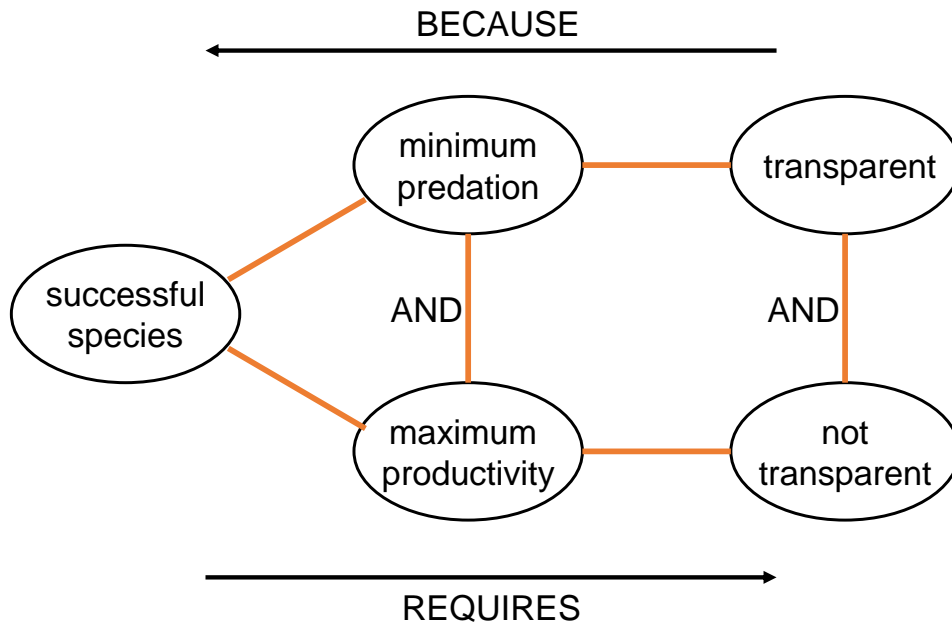 BECAUSE
minimum
predation
transparent
successful
species
AND
AND
maximum
productivity
not
transparent
REQUIRES